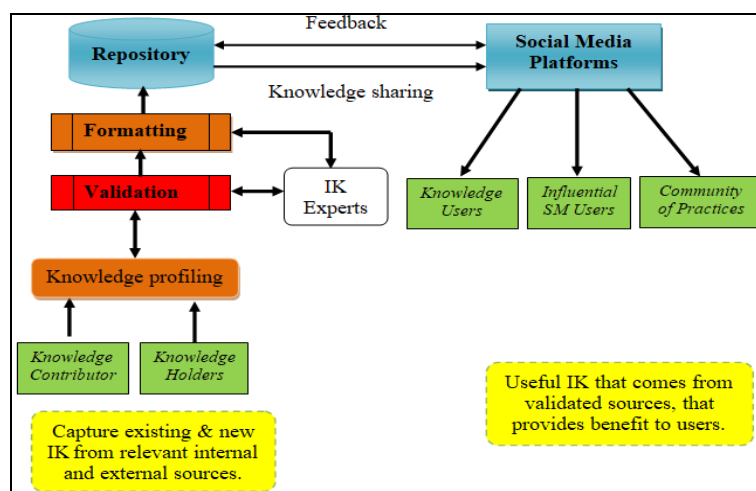 Feedback
Repository
Social Media
Platforms
Knowledge sharing
Formatting
Validation
IK
Experts
Knowledge
Users
Influential
SM Users
Community
of Practices
Knowledge profiling
Knowledge
Contributor
Knowledge
Holders
Capture existing & new
IK from relevant internal
and external sources.
Useful IK that comes from
validated sources, that
provides benefit to users.